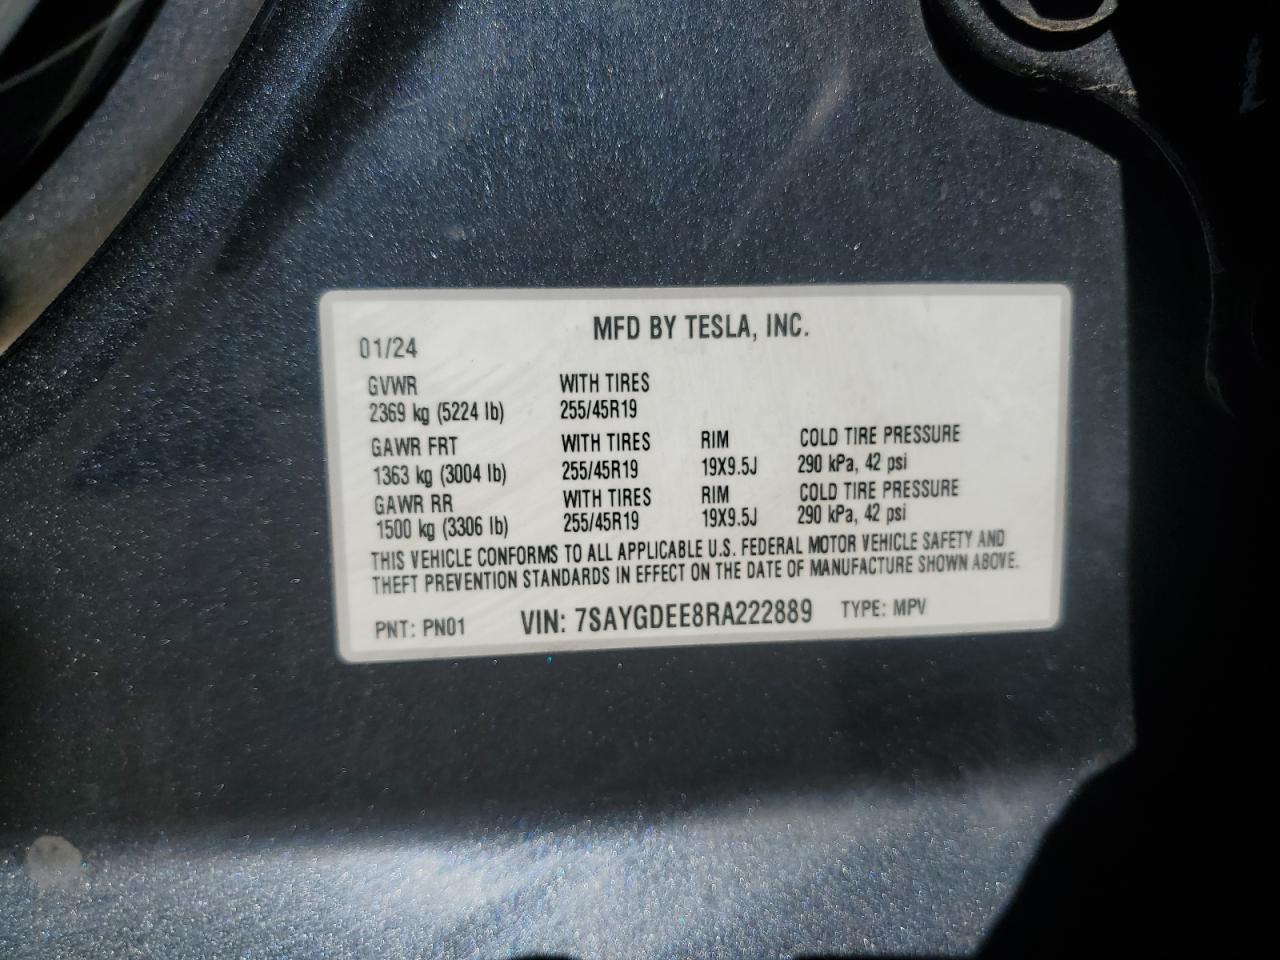 MFD BY TESLA, INC.
01/24
GVWR WITH TIRES
2369 kg (5224 lb) 255/45R19
GAWR FRT WITH TIRES RIM COLD TIRE PRESSURE
1363 kg (3004 lb) 255/45R19 19X9.5J 290 kPa, 42 psi
GAWR RR WITH TIRES RIM COLD TIRE PRESSURE
1500 kg (3306 lb) 255/45R19 19X9.5J 290 kPa, 42 psi
THIS VEHICLE CONFORMS TO ALL APPLICABLE U.S. FEDERAL MOTOR VEHICLE SAFETY AND
THEFT PREVENTION STANDARDS IN EFFECT ON THE DATE OF MANUFACTURE SHOWN ABOVE.
PNT: PN01 VIN: 7SAYGDEE8RA222889 TYPE: MPV